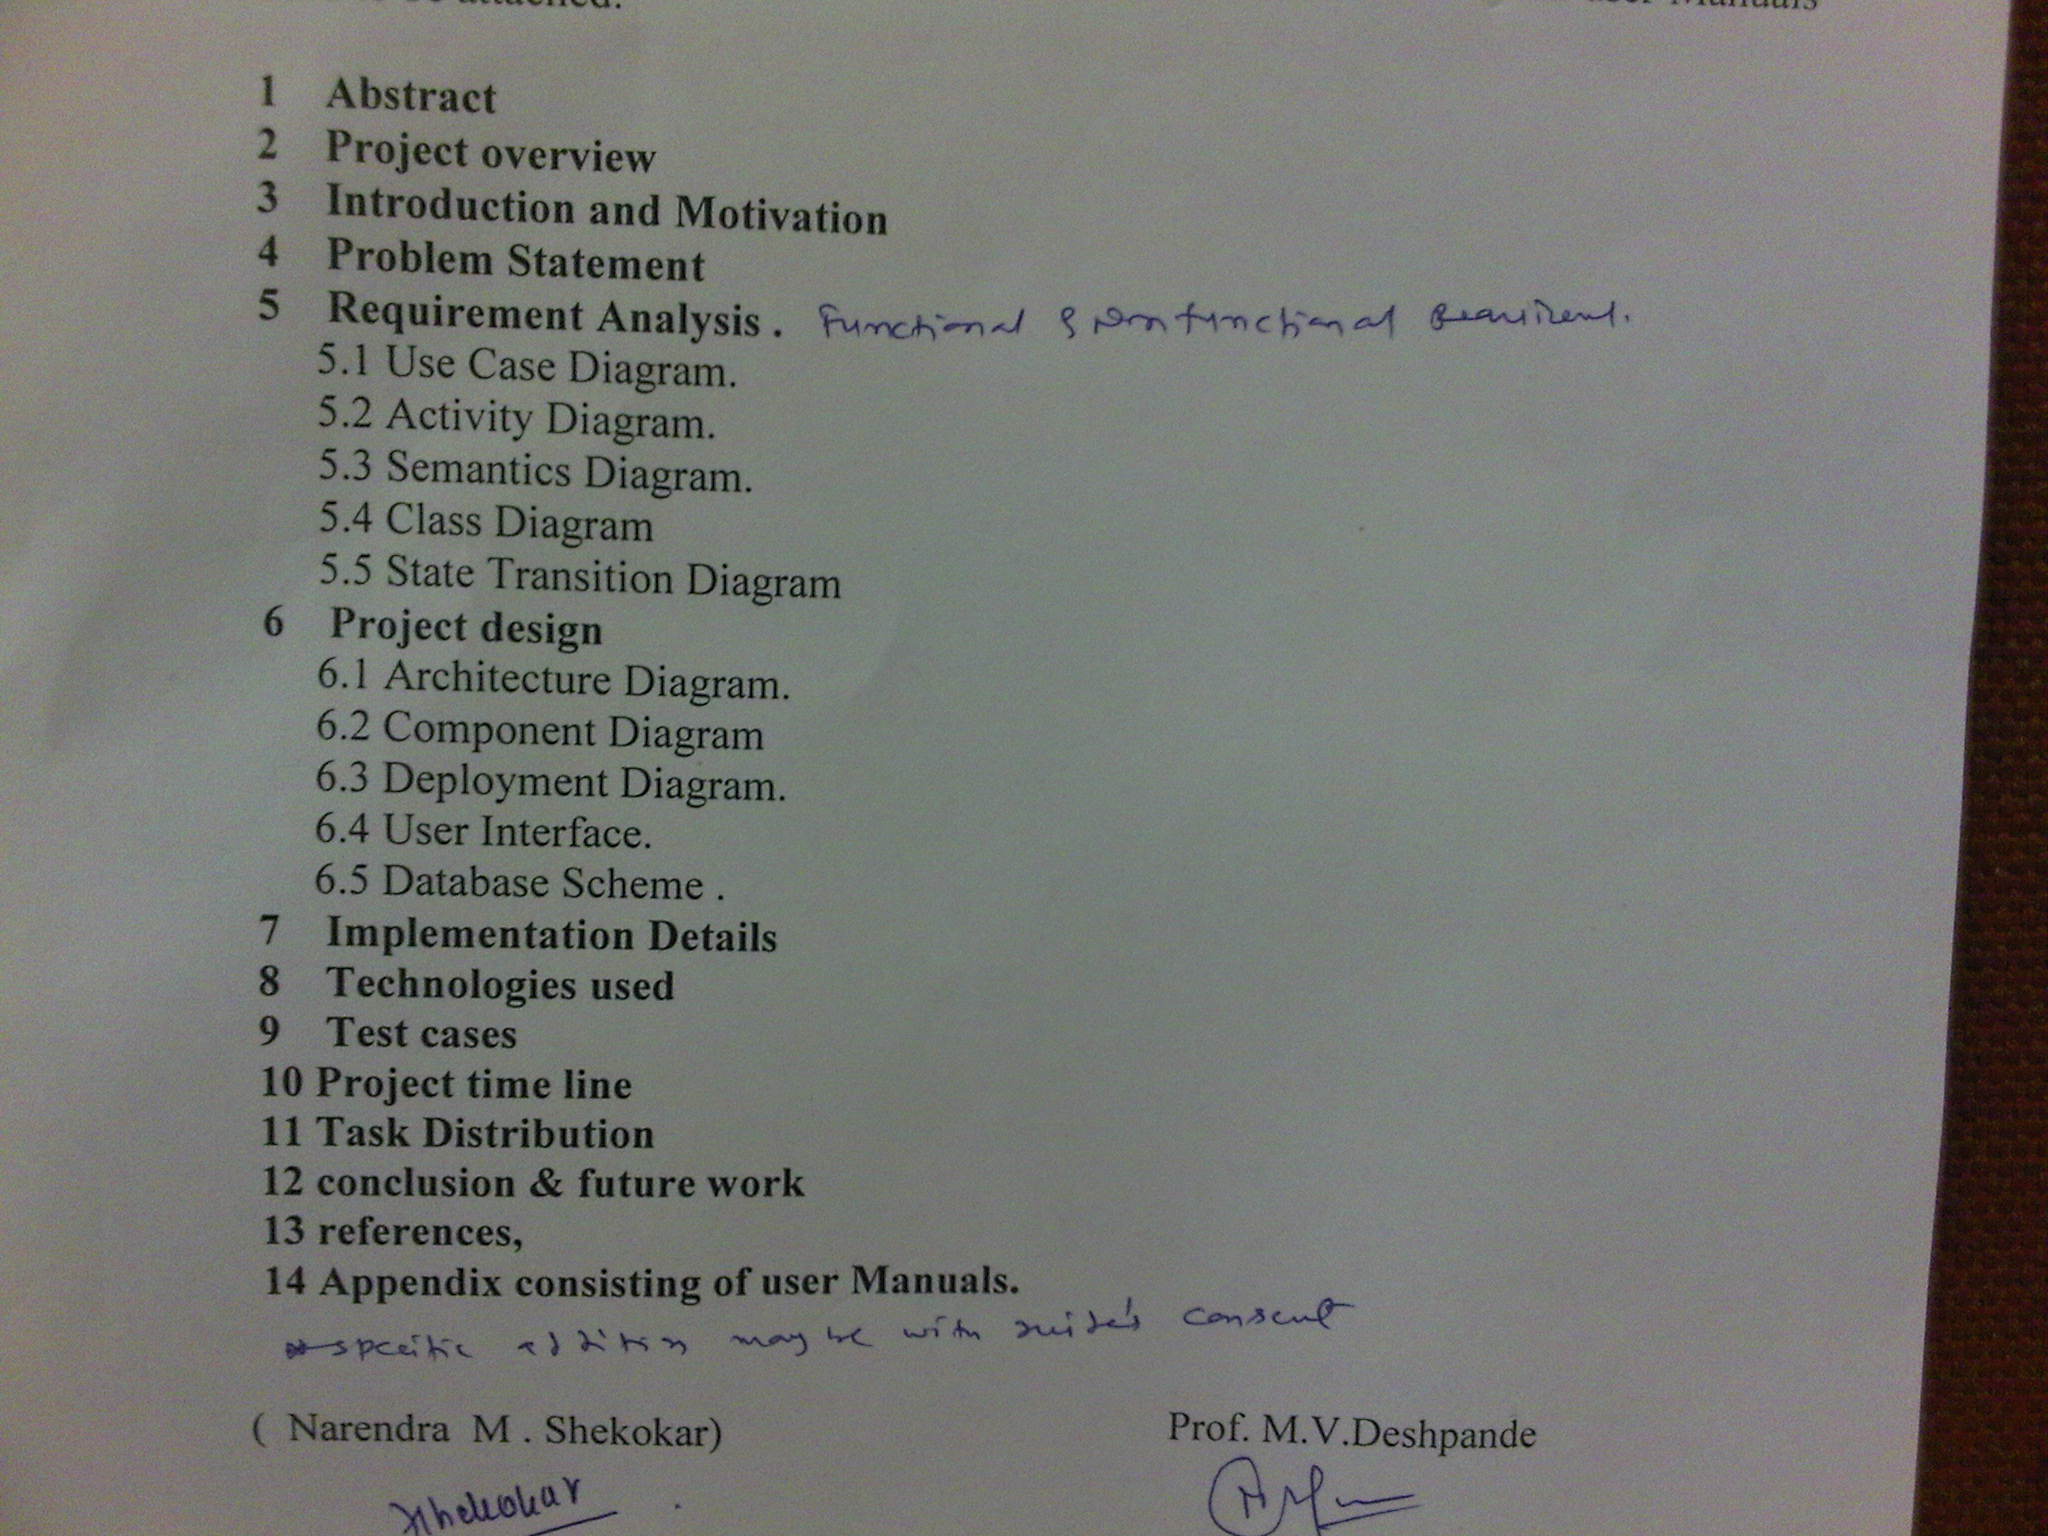 to be attached. user Manuals
1 Abstract
2 Project overview
3 Introduction and Motivation
4 Problem Statement
5 Requirement Analysis . Functional & Non functional
5.1 Use Case Diagram.
5.2 Activity Diagram.
5.3 Semantics Diagram.
5.4 Class Diagram
5.5 State Transition Diagram
6 Project design
6.1 Architecture Diagram.
6.2 Component Diagram
6.3 Deployment Diagram.
6.4 User Interface.
6.5 Database Scheme .
7 Implementation Details
8 Technologies used
9 Test cases
10 Project time line
11 Task Distribution
12 conclusion & future work
13 references,
14 Appendix consisting of user Manuals.
specific addition may be with consent
( Narendra M . Shekokar) Prof. M.V.Deshpande
Shekokar